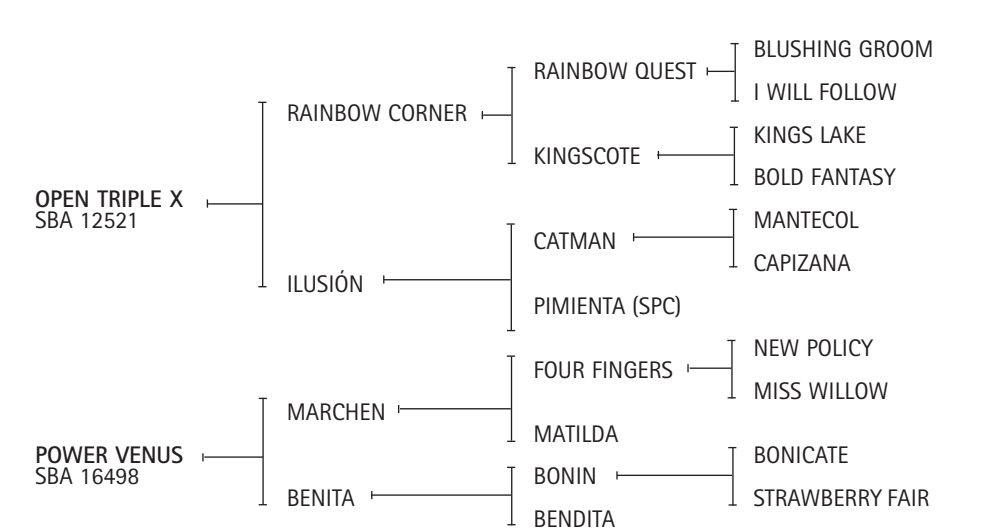 BLUSHING GROOM
RAINBOW QUEST
I WILL FOLLOW
RAINBOW CORNER
KINGS LAKE
KINGSCOTE
BOLD FANTASY
OPEN TRIPLE X
SBA 12521
MANTECOL
CATMAN
CAPIZANA
ILUSIÓN
PIMIENTA (SPC)
NEW POLICY
FOUR FINGERS
MISS WILLOW
MARCHEN
MATILDA
POWER VENUS
SBA 16498
BONICATE
BONIN
STRAWBERRY FAIR
BENITA
BENDITA